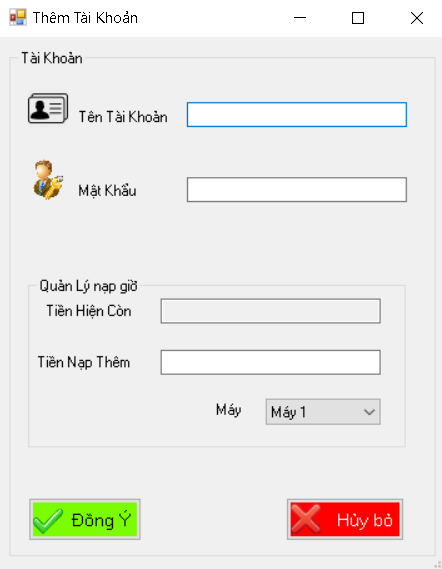 Thêm Tài Khoản
Tài Khoản
Tên Tài Khoản
Mật Khẩu
Quản Lý nạp giờ
Tiền Hiện Còn
Tiền Nạp Thêm
Máy Máy 1
Đồng Ý Hủy bỏ